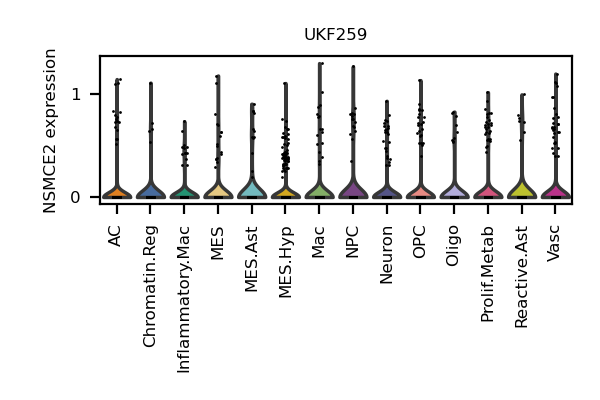 UKF259
NSMCE2 expression
1
0
AC
Chromatin.Reg
Inflammatory.Mac
MES
MES.Ast
MES.Hyp
Mac
NPC
Neuron
OPC
Oligo
Prolif.Metab
Reactive.Ast
Vasc